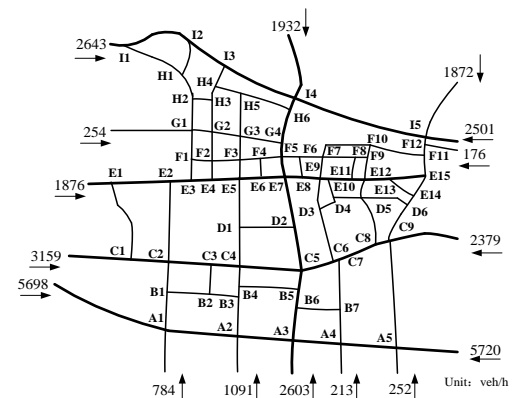 1932
2643
I1
I2
I3
H1
H4
1872
H2
H3
H5
I4
H6
I5
2501
254
G1
G2
G3
G4
F10
F12
F1
F2
F3
F4
F5
F6
F7
F8
F9
F11
176
E9
1876
E1
E2
E3
E4
E5
E6
E7
E8
E11
E10
E12
E13
E15
E14
D1
D2
D3
D4
D5
D6
3159
C1
C2
C3
C4
C5
C6
C7
C8
C9
2379
5698
B1
B2
B3
B4
B5
B6
B7
A1
A2
A3
A4
A5
5720
784
1091
2603
213
252
Unit: veh/h